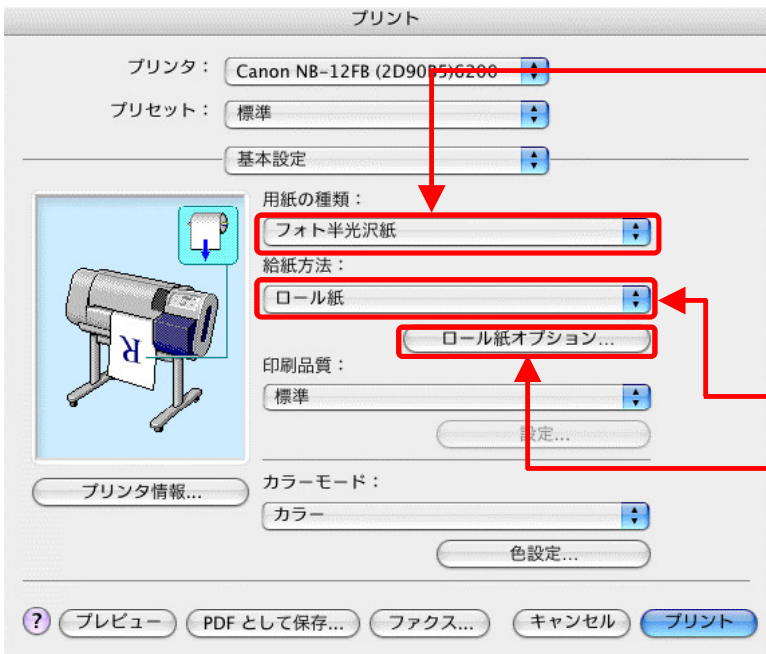 プリント
プリンタ： Canon NB-12FB (2D90B5)6200
プリセット： 標準
基本設定
用紙の種類：
フォト半光沢紙
給紙方法：
ロール紙
ロール紙オプション...
R
印刷品質：
標準
設定...
プリンタ情報...
カラーモード：
カラー
色設定...
? プレビュー PDF として保存... ファクス... キャンセル プリント